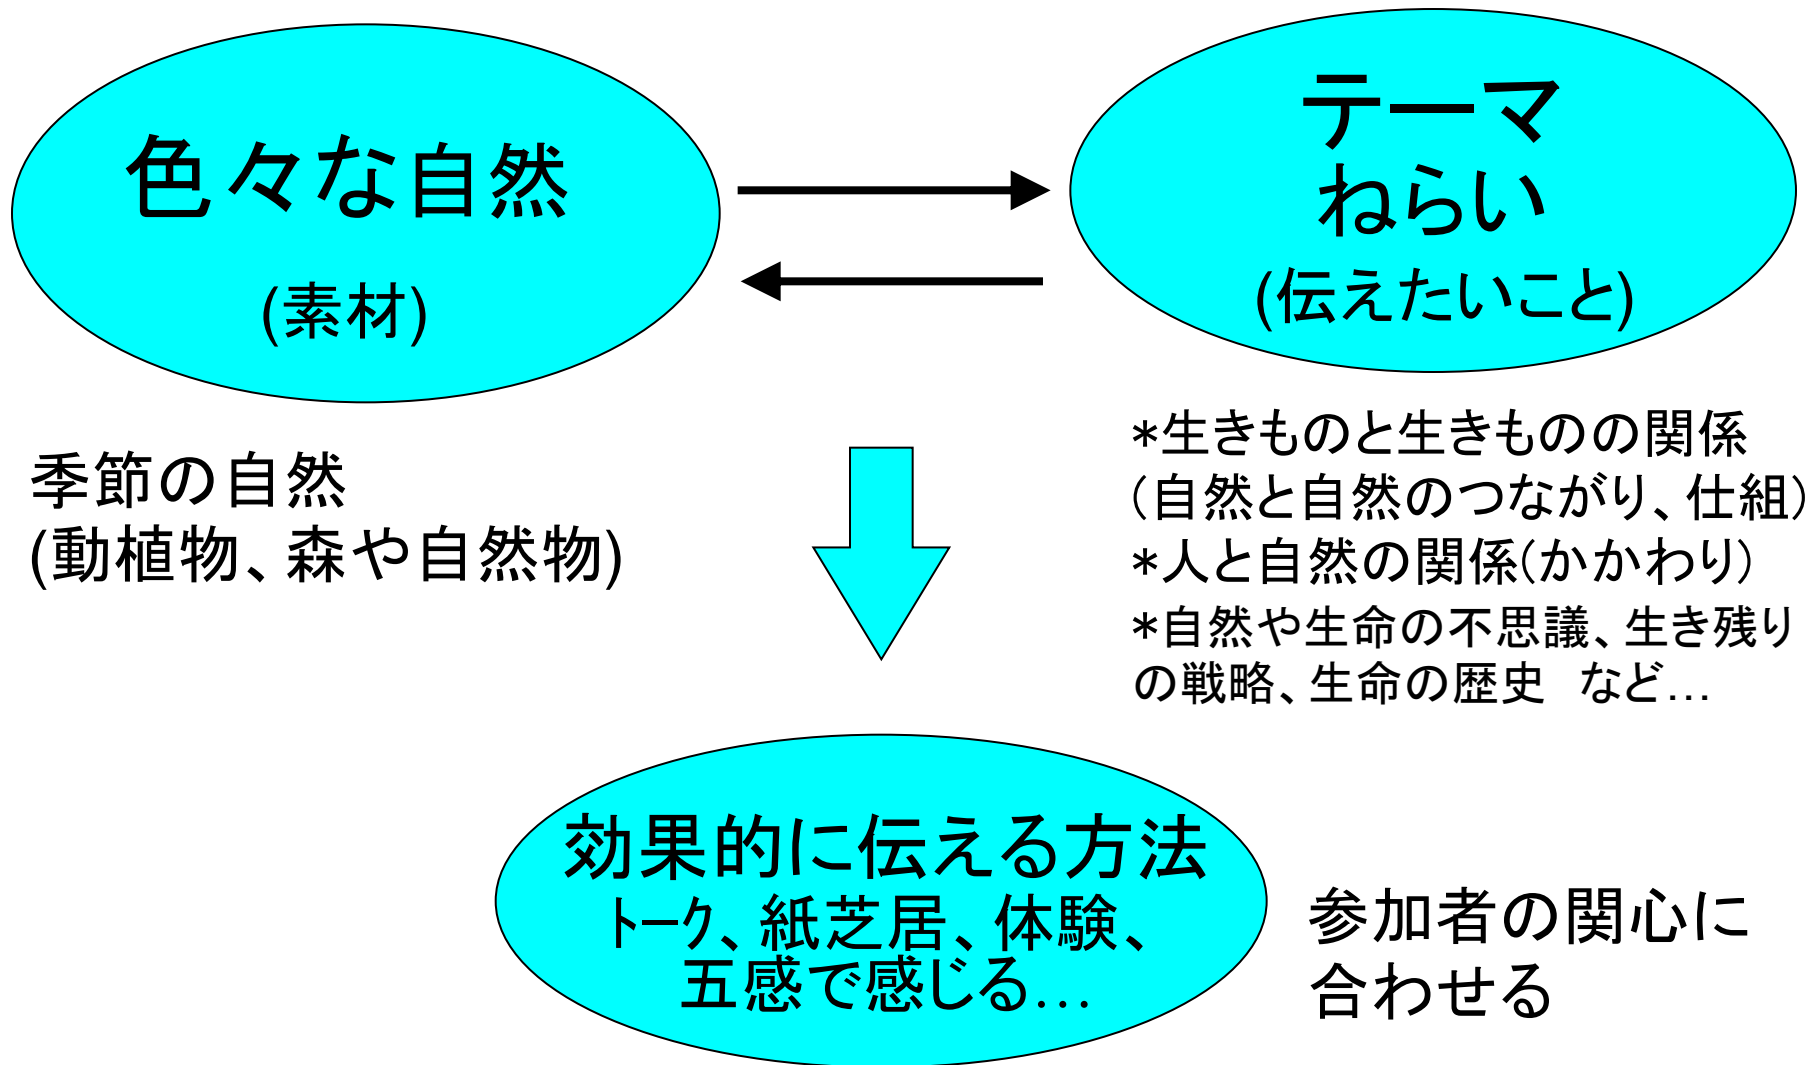 色々な自然
(素材)
テーマ
ねらい
(伝えたいこと)
季節の自然
(動植物、森や自然物)
*生きものと生きものの関係
(自然と自然のつながり、仕組)
*人と自然の関係(かかわり)
*自然や生命の不思議、生き残り
の戦略、生命の歴史　など…
効果的に伝える方法
ﾄｰｸ、紙芝居、体験、
五感で感じる…
参加者の関心に
合わせる